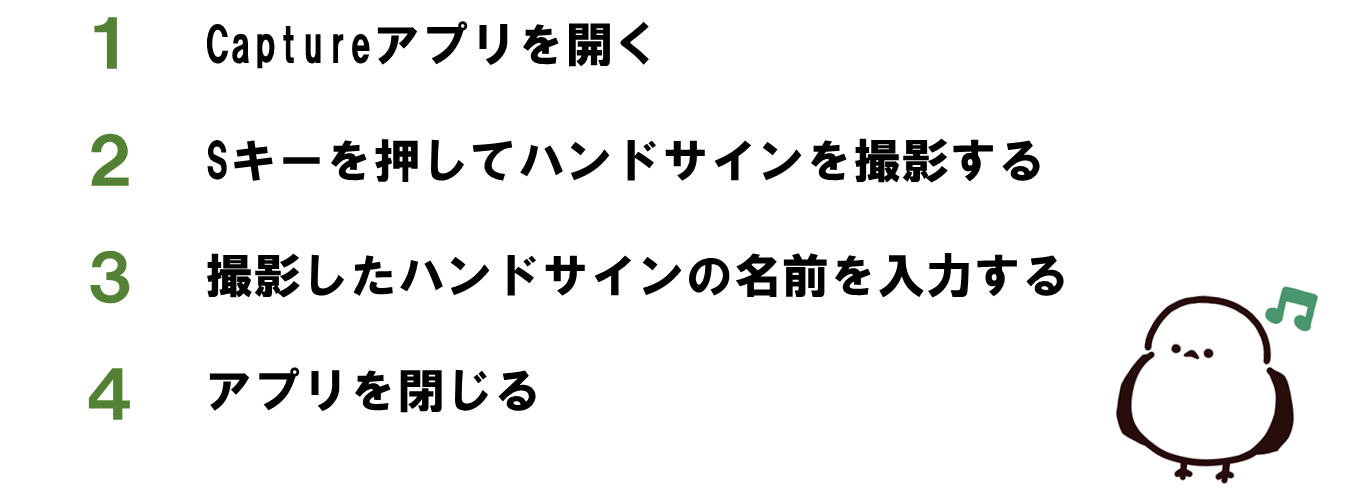 1 Captureアプリを開く
2 Sキーを押してハンドサインを撮影する
3 撮影したハンドサインの名前を入力する
4 アプリを閉じる